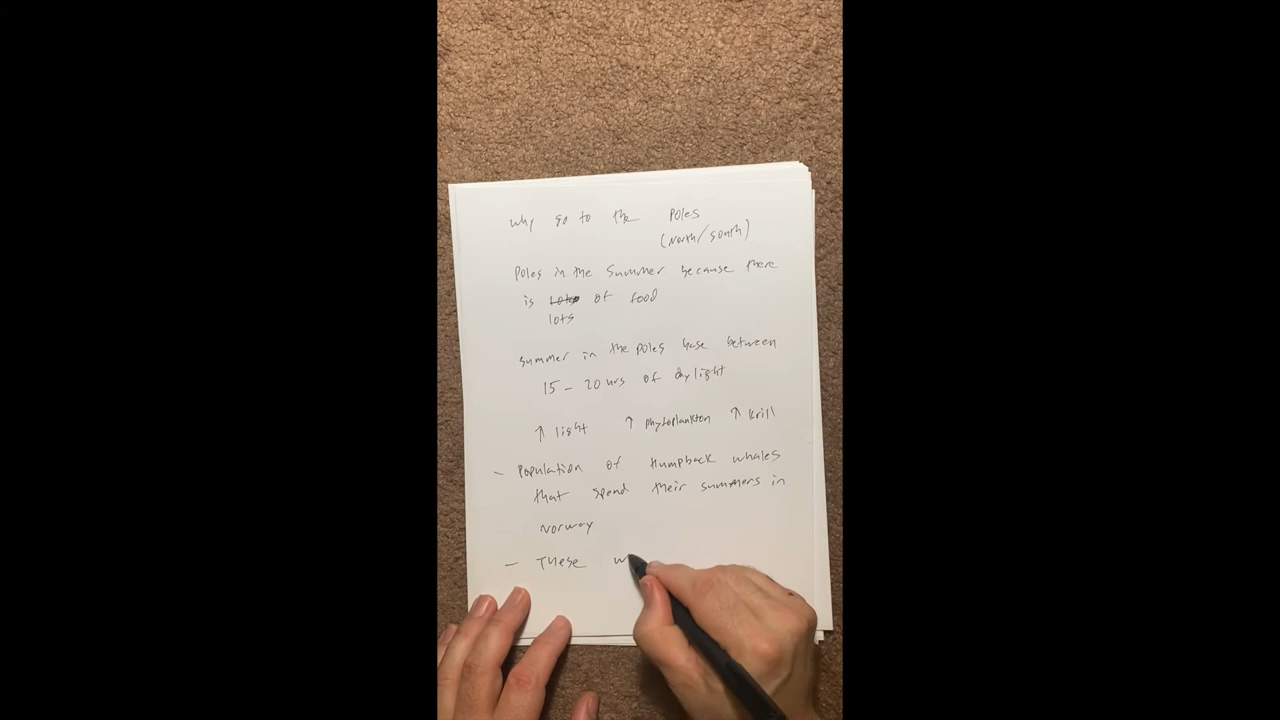 why go to the Poles
(North/South)
Poles in the Summer because there
is lots of food
lots
summer in the poles hase between
15 - 20 hrs of daylight
↑ light ↑ phytoplankton ↑ krill
- Population of Humpback whales
that spend their summers in
Norway
- These w